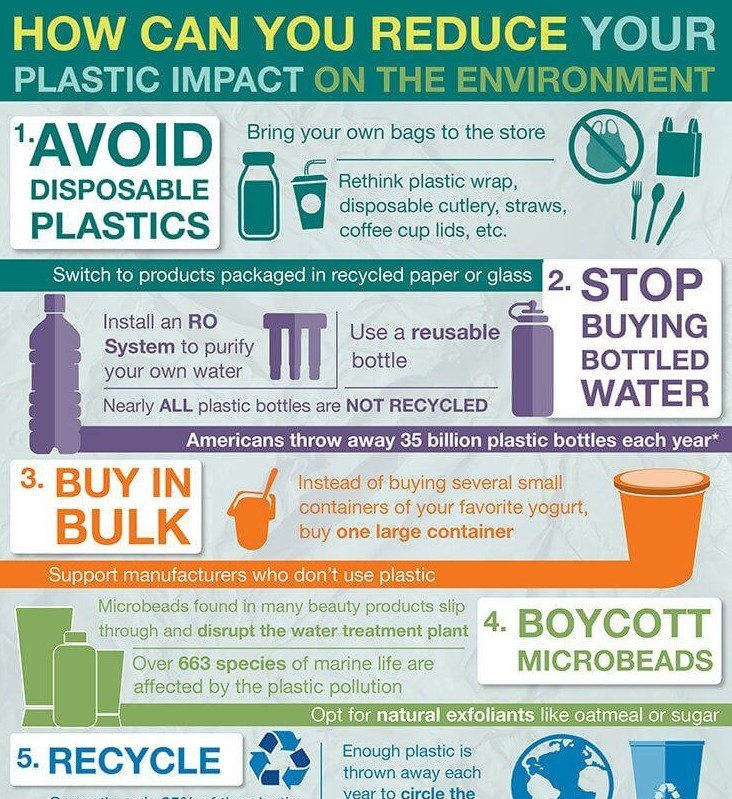 HOW CAN YOU REDUCE YOUR
PLASTIC IMPACT ON THE ENVIRONMENT
1. AVOID
DISPOSABLE
PLASTICS
Bring your own bags to the store
Rethink plastic wrap,
disposable cutlery, straws,
coffee cup lids, etc.
Switch to products packaged in recycled paper or glass
2. STOP
BUYING
BOTTLED
WATER
Install an RO
System to purify
your own water
Use a reusable
bottle
Nearly ALL plastic bottles are NOT RECYCLED
Americans throw away 35 billion plastic bottles each year*
3. BUY IN
BULK
Instead of buying several small
containers of your favorite yogurt,
buy one large container
Support manufacturers who don't use plastic
Microbeads found in many beauty products slip
through and disrupt the water treatment plant
Over 663 species of marine life are
affected by the plastic pollution
4. BOYCOTT
MICROBEADS
Opt for natural exfoliants like oatmeal or sugar
5. RECYCLE
Enough plastic is
thrown away each
year to circle the